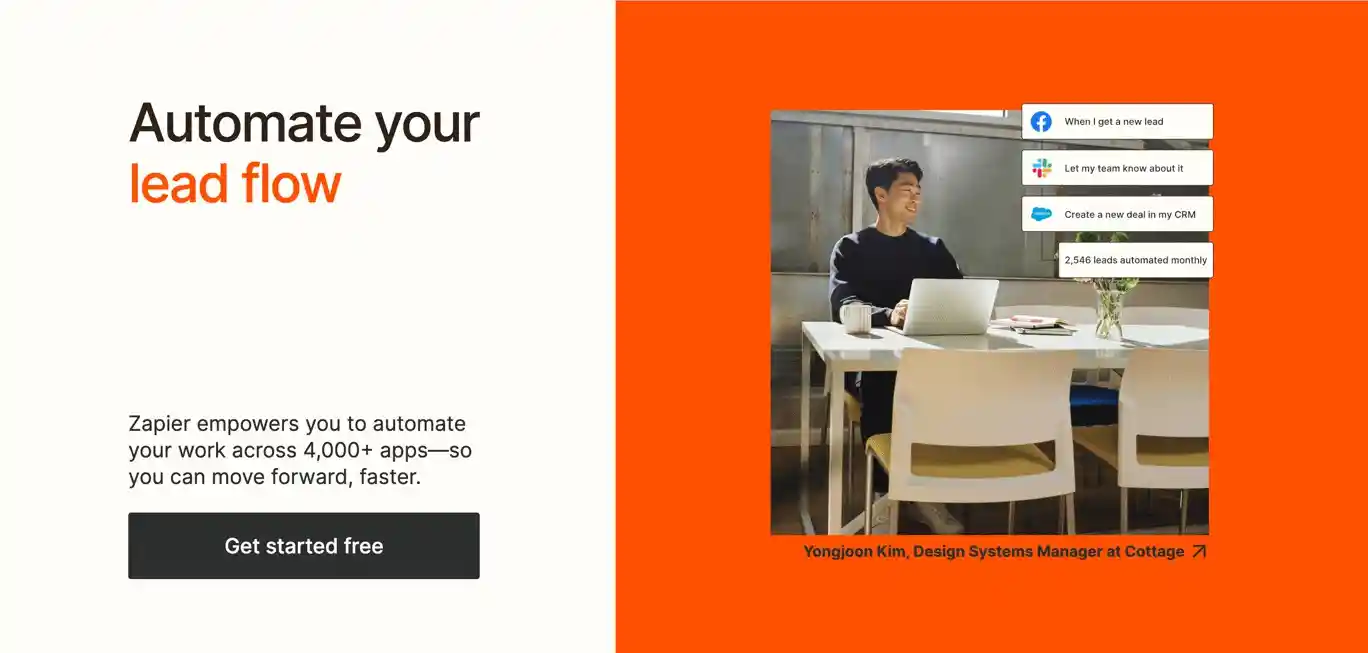 Automate your
lead flow
Zapier empowers you to automate
your work across 4,000+ apps—so
you can move forward, faster.
Get started free
When I get a new lead
Let my team know about it
Create a new deal in my CRM
2,546 leads automated monthly
Yongjoon Kim, Design Systems Manager at Cottage